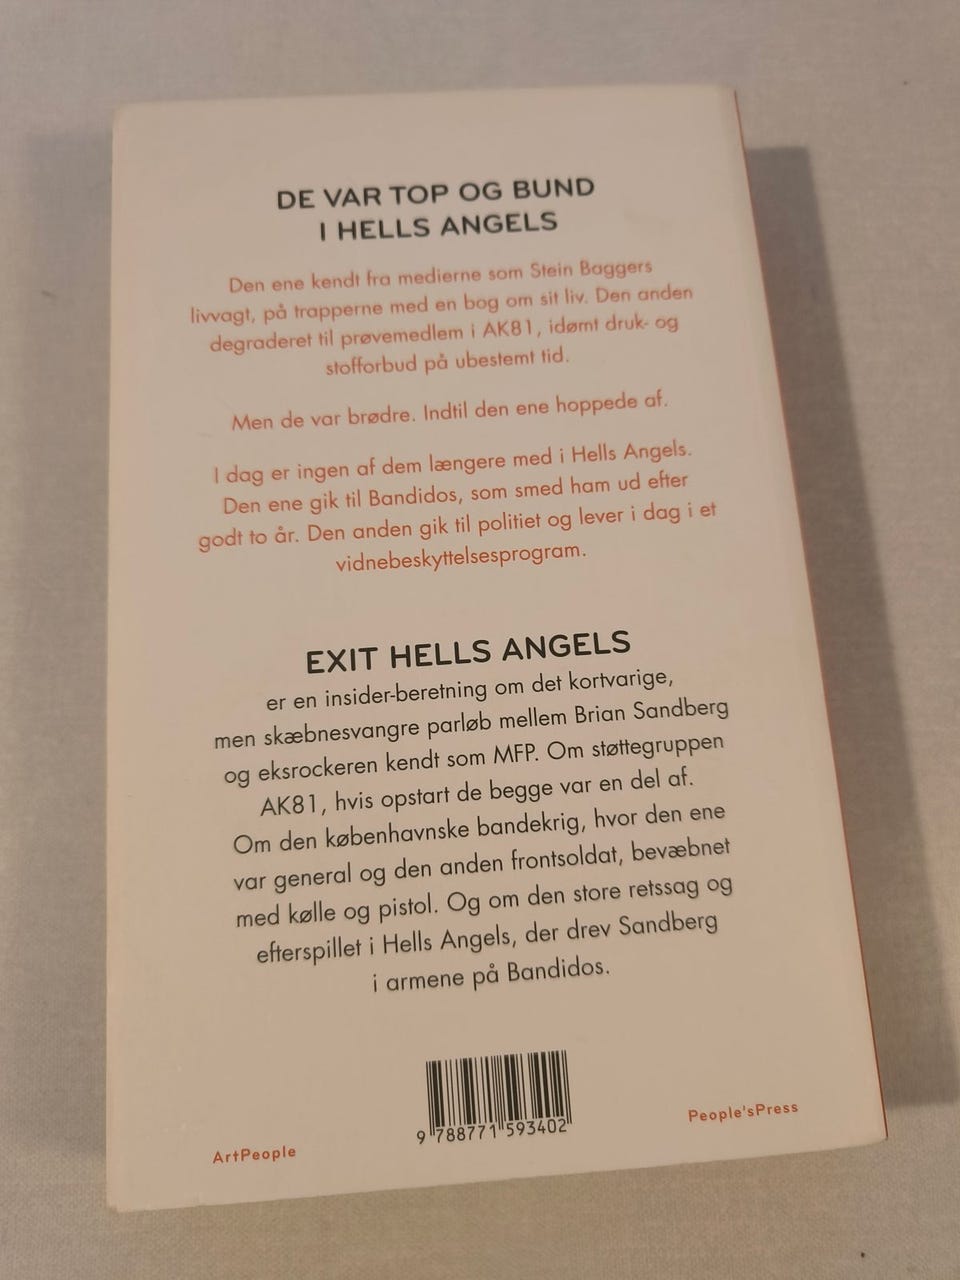 DE VAR TOP OG BUND
I HELLS ANGELS
Den ene kendt fra medierne som Stein Baggers
livvagt, på trapperne med en bog om sit liv. Den anden
degraderet til prøvemedlem i AK81, idømt druk- og
stofforbud på ubestemt tid.
Men de var brødre. Indtil den ene hoppede af.
I dag er ingen af dem længere med i Hells Angels.
Den ene gik til Bandidos, som smed ham ud efter
godt to år. Den anden gik til politiet og lever i dag i et
vidnebeskyttelsesprogram.
EXIT HELLS ANGELS
er en insider-beretning om det kortvarige,
men skæbnesvangre parløb mellem Brian Sandberg
og eksrockeren kendt som MFP. Om støttegruppen
AK81, hvis opstart de begge var en del af.
Om den københavnske bandekrig, hvor den ene
var general og den anden frontsoldat, bevæbnet
med kølle og pistol. Og om den store retssag og
efterspillet i Hells Angels, der drev Sandberg
i armene på Bandidos.
9 788771 593402
ArtPeople
People'sPress